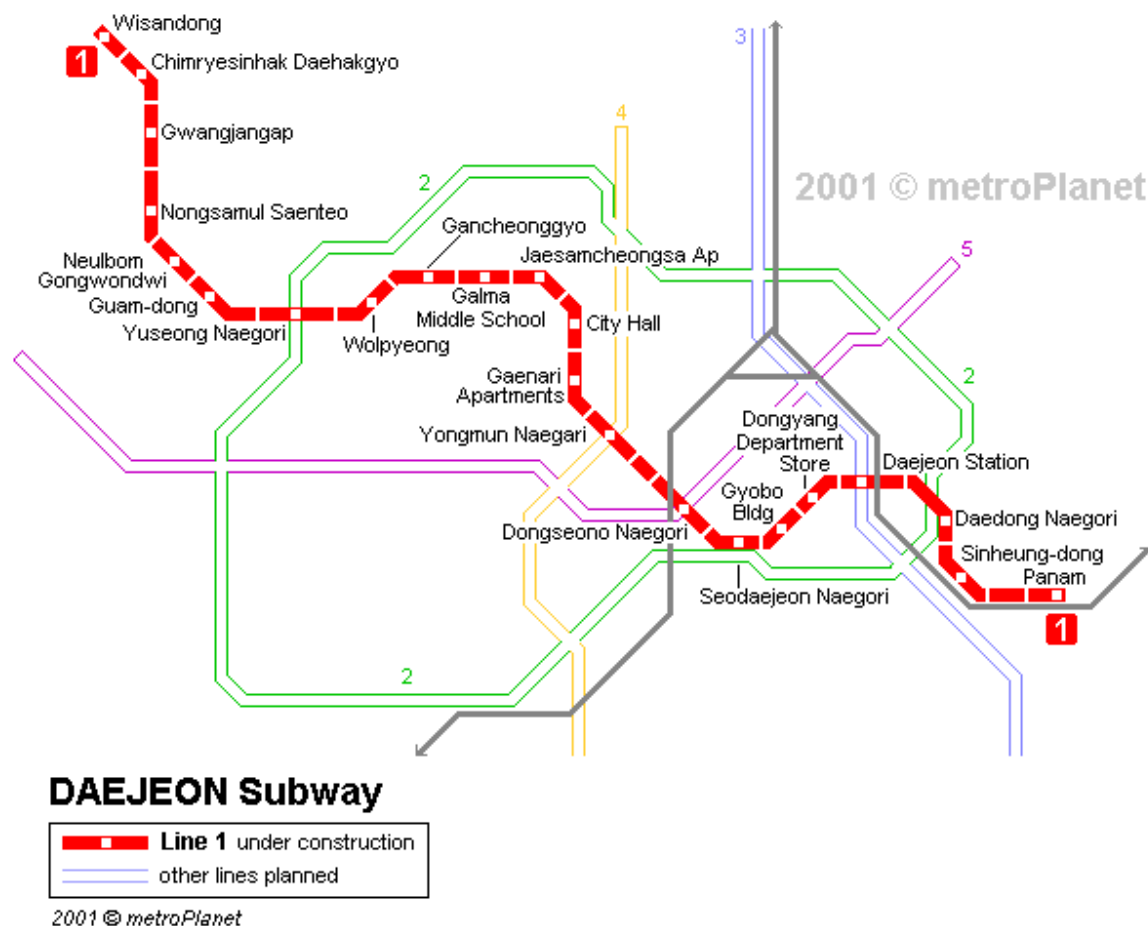 Wisandong
1
Chimryesinhak Daehakgyo
3
4
Gwangjangap
2
2001 © metroPlanet
Nongsamul Saenteo
Gancheonggyo
Neulbom
Gongwondwi
Jaesamcheongsa Ap
5
Guam-dong
Galma
Middle School
Yuseong Naegori
Wolpyeong
City Hall
Gaenari
Apartments
2
Dongyang
Department
Store
Yongmun Naegari
Daejeon Station
Gyobo
Bldg
Dongseono Naegori
Daedong Naegori
Sinheung-dong
Panam
Seodaejeon Naegori
1
2
DAEJEON Subway
Line 1 under construction
other lines planned
2001 © metroPlanet